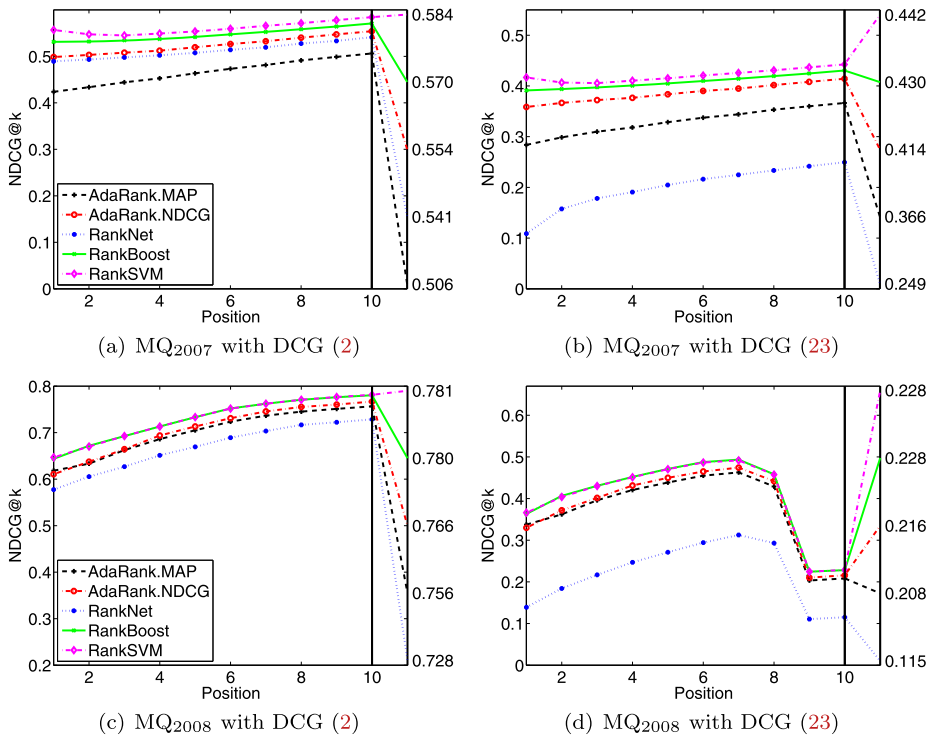 NDCG@k
0.5
0.4
0.3
0.2
0.1
0
AdaRank.MAP
AdaRank.NDCG
RankNet
RankBoost
RankSVM
0.584
0.570
0.554
0.541
0.506
2 4 6 8 10
Position
(a) MQ2007 with DCG (2)
NDCG@k
0.5
0.4
0.3
0.2
0.1
0
0.442
0.430
0.414
0.366
0.249
2 4 6 8 10
Position
(b) MQ2007 with DCG (23)
NDCG@k
0.8
0.7
0.6
0.5
0.4
0.3
0.2
AdaRank.MAP
AdaRank.NDCG
RankNet
RankBoost
RankSVM
0.781
0.780
0.766
0.756
0.728
2 4 6 8 10
Position
(c) MQ2008 with DCG (2)
NDCG@k
0.6
0.5
0.4
0.3
0.2
0.1
0
0.228
0.228
0.216
0.208
0.115
2 4 6 8 10
Position
(d) MQ2008 with DCG (23)